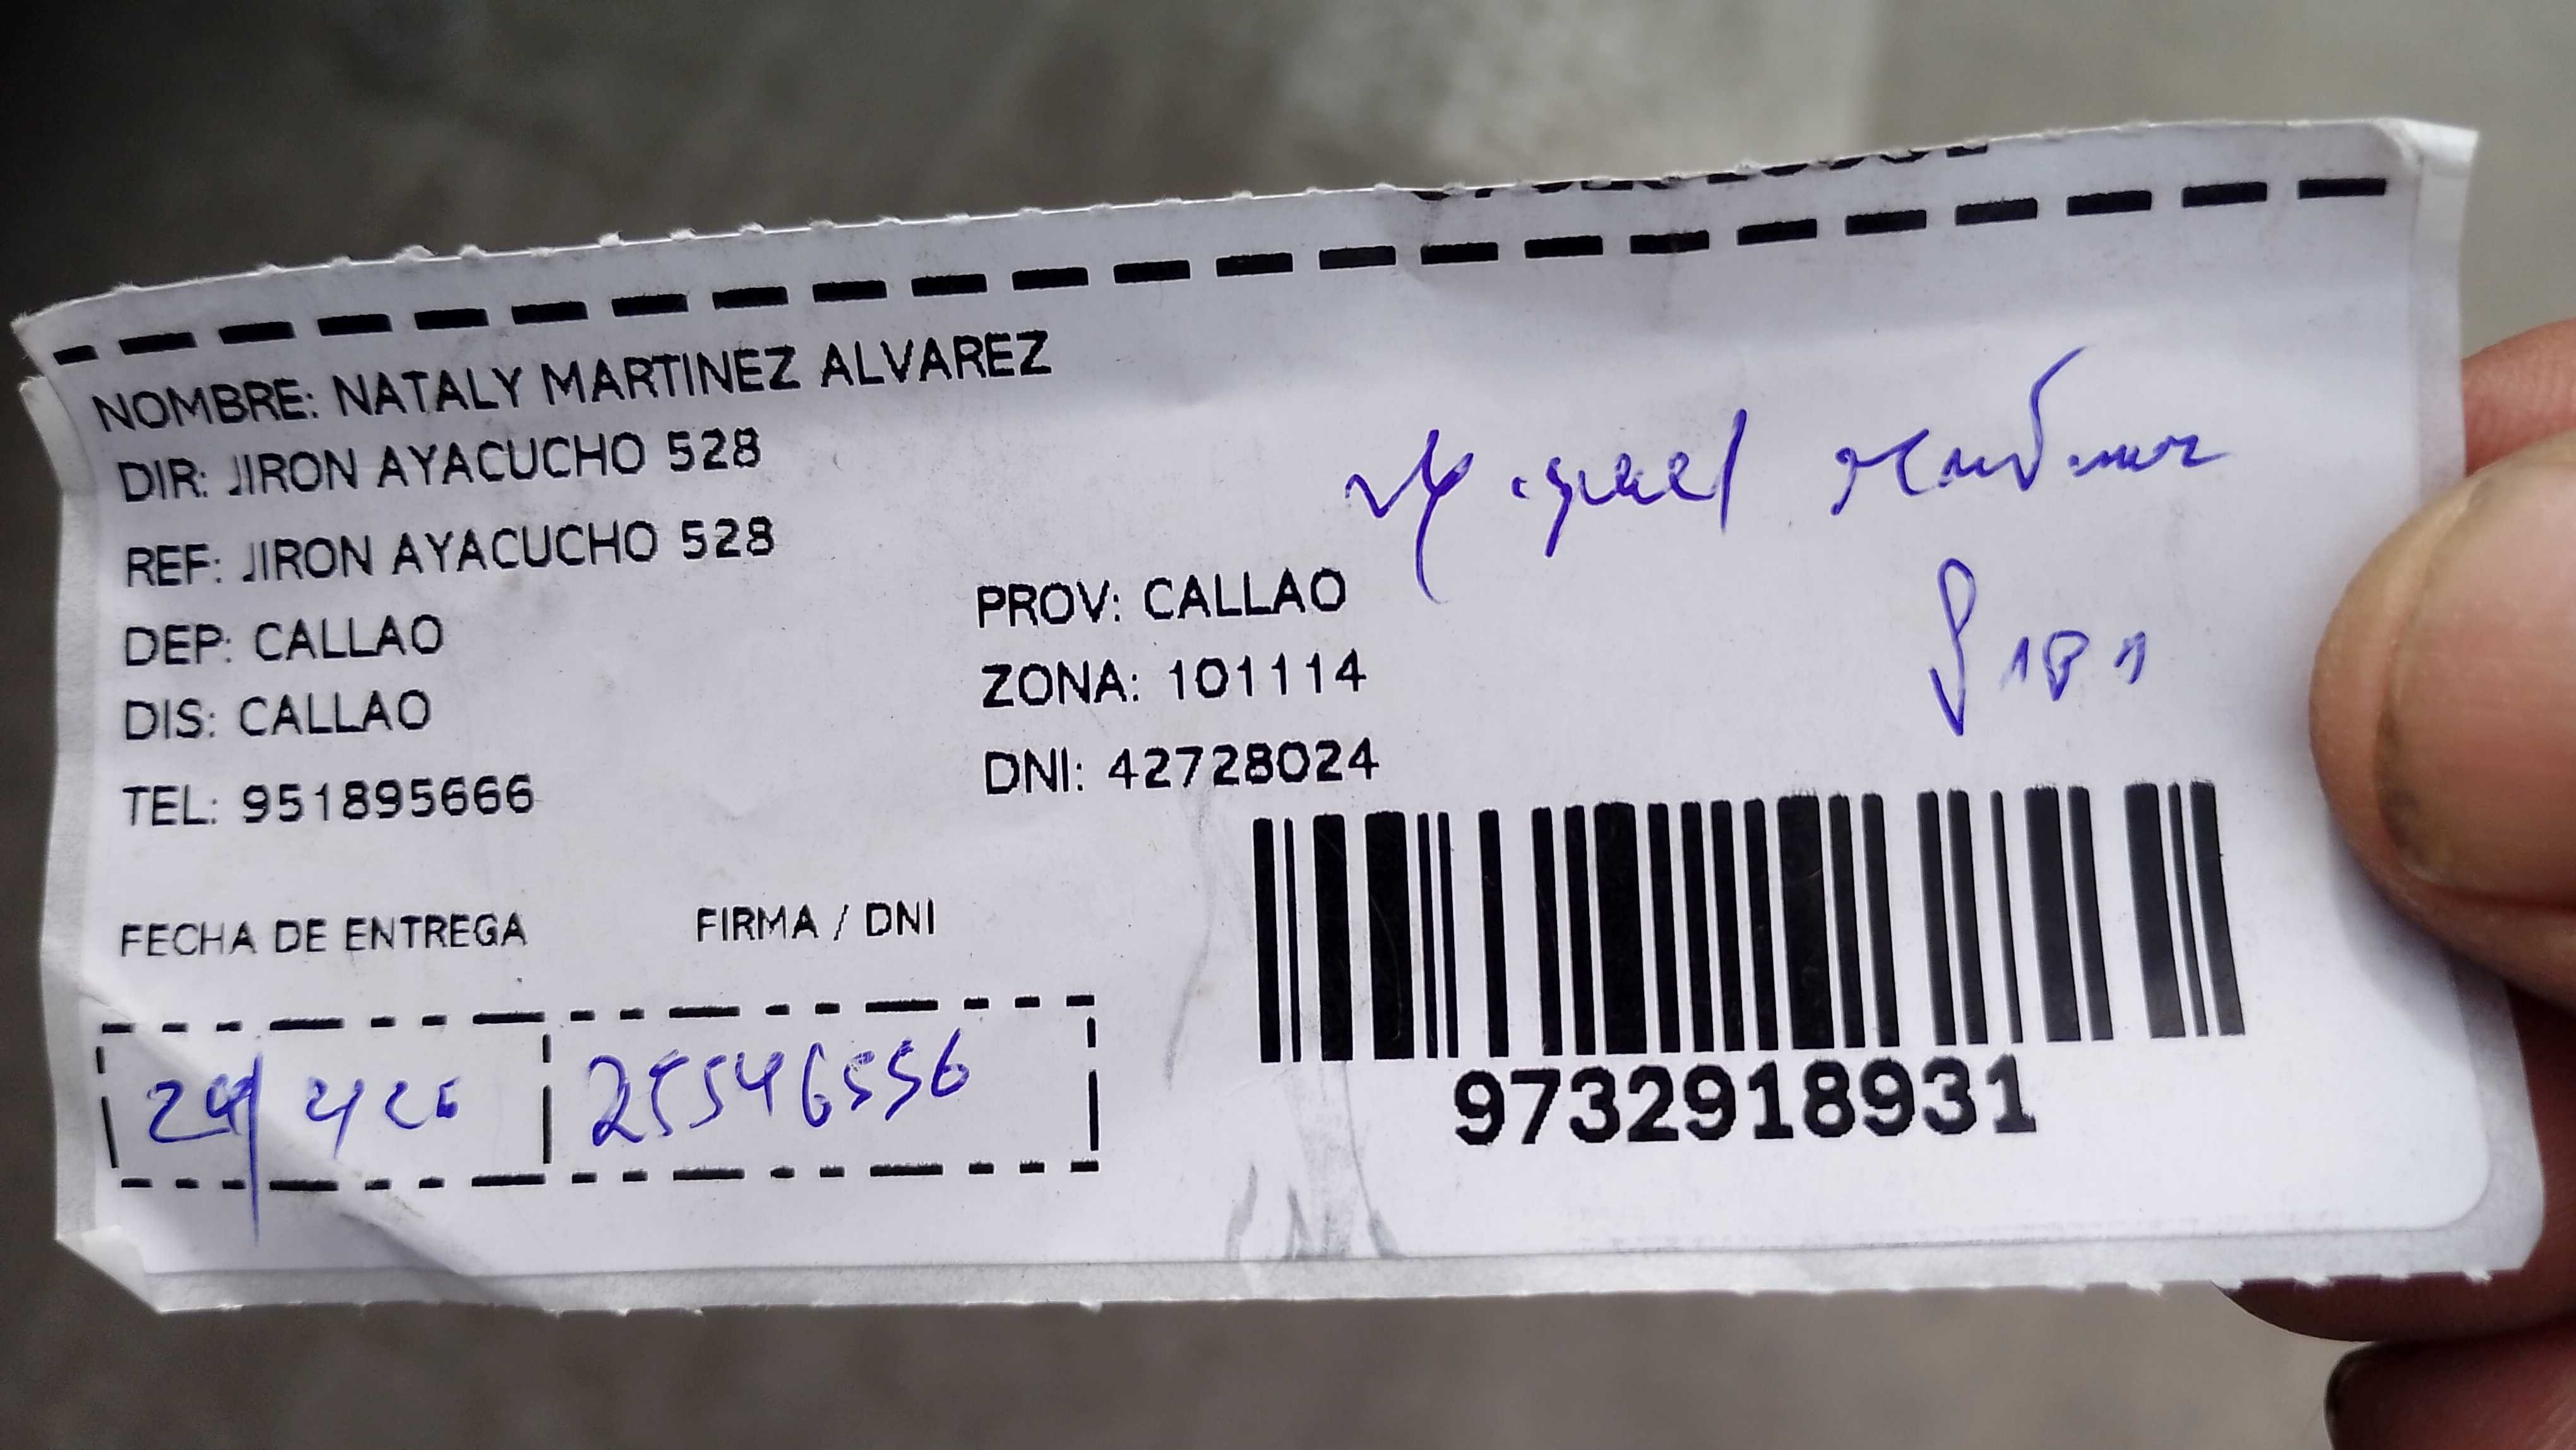 NOMBRE: NATALY MARTINEZ ALVAREZ
DIR: JIRON AYACUCHO 528
REF: JIRON AYACUCHO 528
DEP: CALLAO
PROV: CALLAO
DIS: CALLAO
ZONA: 101114
TEL: 951895666
DNI: 42728024
Miguel
FECHA DE ENTREGA
FIRMA / DNI
25546556
9732918931